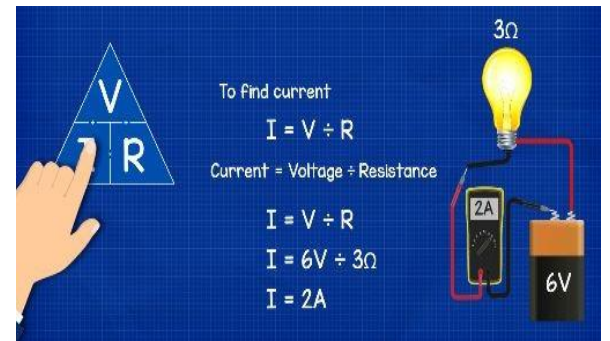 V
I R
To find current
I = V ÷ R
Current = Voltage ÷ Resistance
I = V ÷ R
I = 6V ÷ 3Ω
I = 2A
3Ω
2A
6V